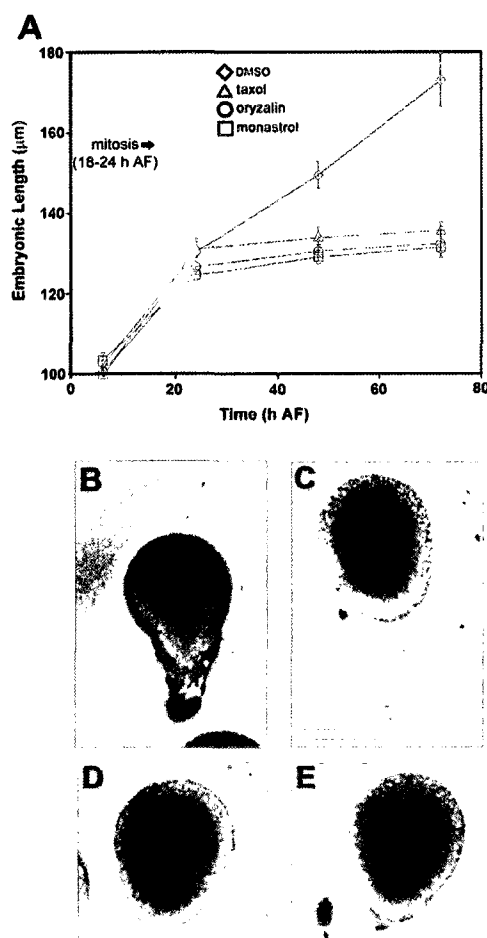 A
180
160
140
120
100
Embryonic Length (µm)
DMSO
taxol
oryzalin
monastrol
mitosis ➡
(18-24 h AF)
0
20
40
60
80
Time (h AF)
B
C
D
E